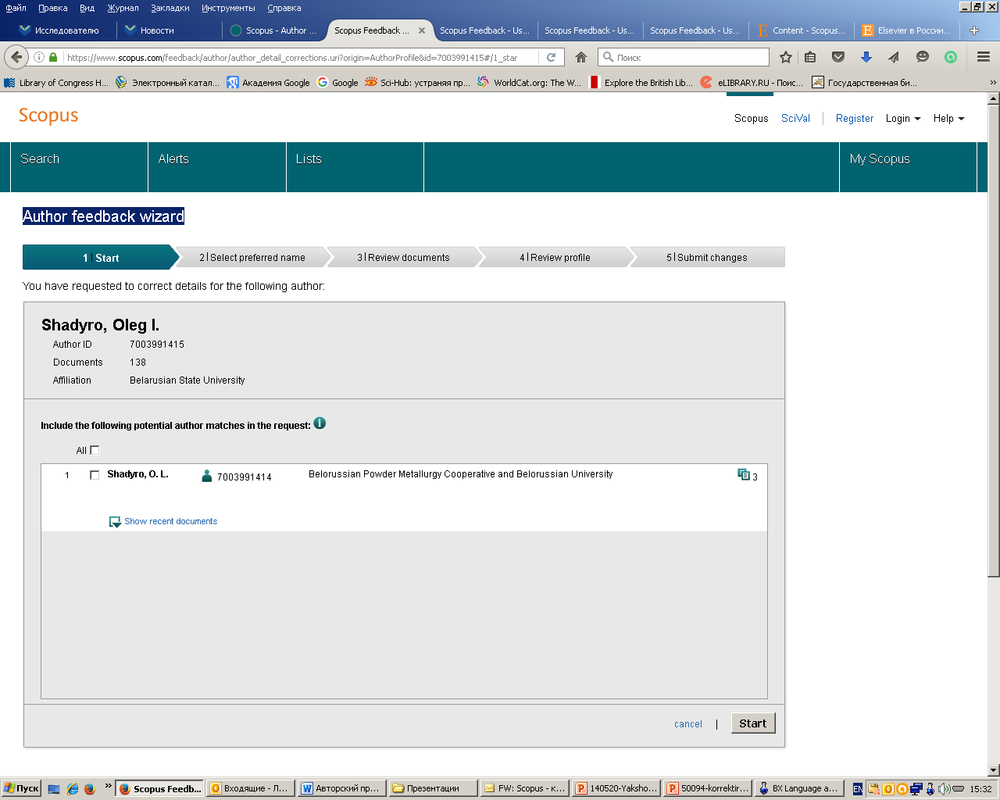 Файл Правка Вид Журнал Закладки Инструменты Справка
Исследователю Новости Scopus - Author ... Scopus Feedback ... Scopus Feedback - Us... Scopus Feedback - Us... Scopus Feedback - Us... Content - Scopus... Elsevier в России...
https://www.scopus.com/feedback/author/author_detail_corrections.uri?origin=AuthorProfile&id=7003991415#/1_star Поиск
Library of Congress H... Электронный катал... Академия Google Google Sci-Hub: устраняя пр... WorldCat.org: The W... Explore the British Lib... eLIBRARY.RU - Поис... Государственная би...
Scopus
Scopus SciVal Register Login Help
Search Alerts Lists My Scopus
Author feedback wizard
1 | Start 2 | Select preferred name 3 | Review documents 4 | Review profile 5 | Submit changes
You have requested to correct details for the following author:
Shadyro, Oleg I.
Author ID 7003991415
Documents 138
Affiliation Belarusian State University
Include the following potential author matches in the request:
All
1 Shadyro, O. L. 7003991414 Belorussian Powder Metallurgy Cooperative and Belorussian University 3
Show recent documents
cancel | Start
Пуск Scopus Feedb... Входящие - Л... Авторский пр... Презентации FW: Scopus - к... 140520-Yaksho... 50094-korrektir... BX Language a... EN 15:32